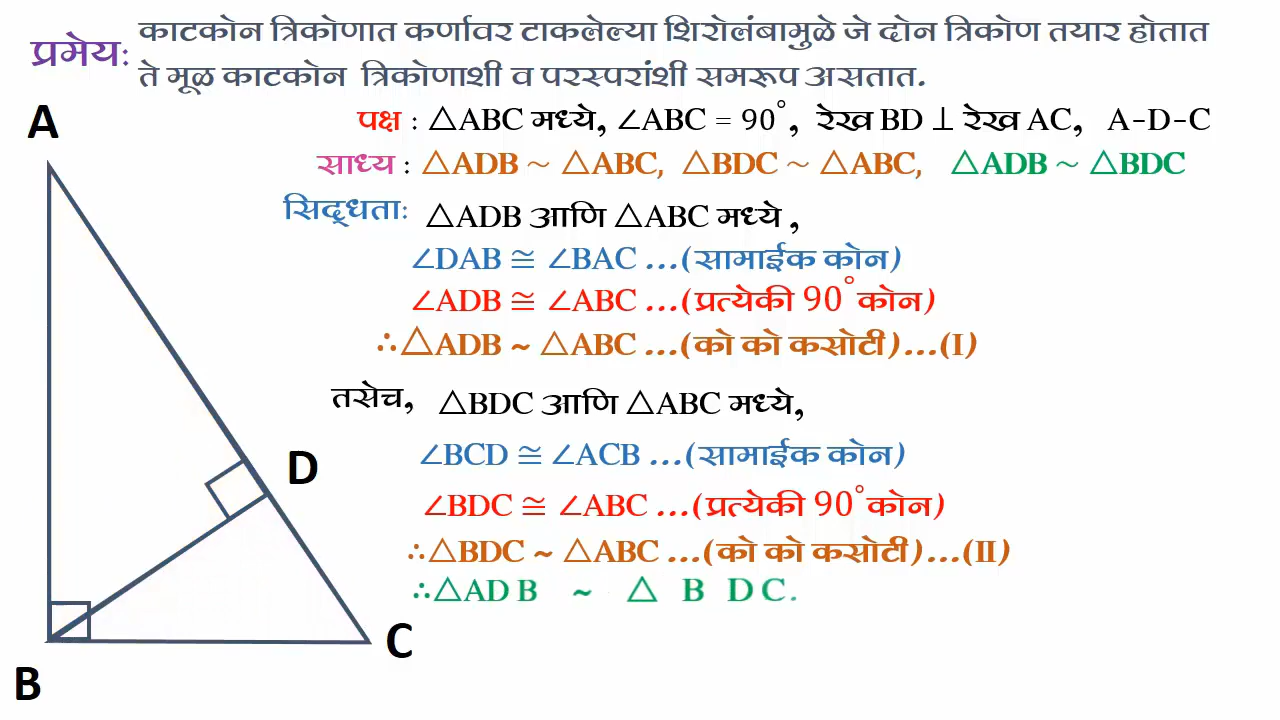 प्रमेयः काटकोन त्रिकोणात कर्णावर टाकलेल्या शिरोलंबामुळे जे दोन त्रिकोण तयार होतात
ते मूळ काटकोन त्रिकोणाशी व परस्परांशी समरूप असतात.
पक्ष : △ABC मध्ये, ∠ABC = 90°, रेख BD ⊥ रेख AC, A-D-C
साध्य : △ADB ~ △ABC, △BDC ~ △ABC, △ADB ~ △BDC
सिद्धताः △ADB आणि △ABC मध्ये ,
∠DAB ≅ ∠BAC ...(सामाईक कोन)
∠ADB ≅ ∠ABC ...(प्रत्येकी 90°कोन)
∴△ADB ~ △ABC ...(को को कसोटी)...(I)
तसेच, △BDC आणि △ABC मध्ये,
∠BCD ≅ ∠ACB ...(सामाईक कोन)
∠BDC ≅ ∠ABC ...(प्रत्येकी 90°कोन)
∴△BDC ~ △ABC ...(को को कसोटी)...(II)
∴△AD B ~ △ B D C.
A
D
C
B